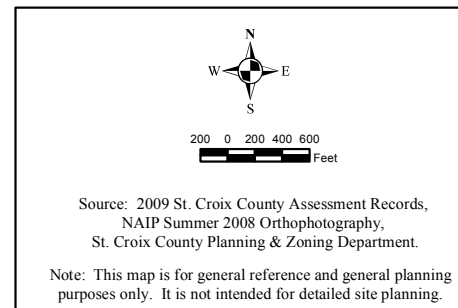 N
W E
S
200 0 200 400 600
Feet
Source: 2009 St. Croix County Assessment Records,
NAIP Summer 2008 Orthophotography,
St. Croix County Planning & Zoning Department.
Note: This map is for general reference and general planning
purposes only. It is not intended for detailed site planning.